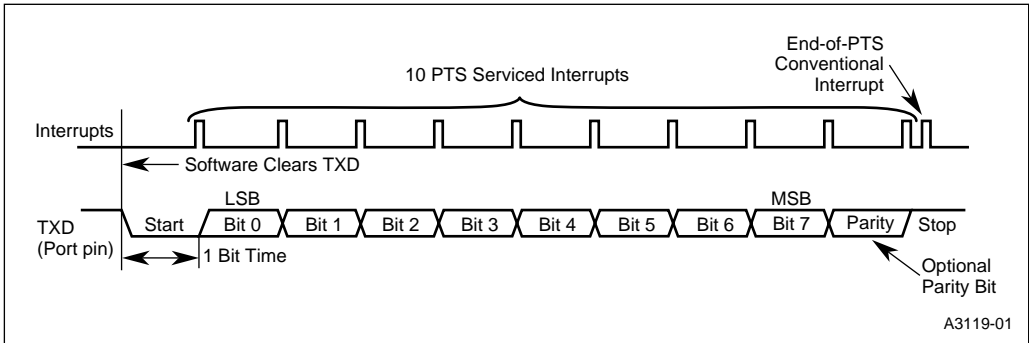 End-of-PTS
Conventional
Interrupt
10 PTS Serviced Interrupts
Interrupts
Software Clears TXD
LSB
MSB
TXD
(Port pin)
Start
Bit 0
Bit 1
Bit 2
Bit 3
Bit 4
Bit 5
Bit 6
Bit 7
Parity
Stop
1 Bit Time
Optional
Parity Bit
A3119-01